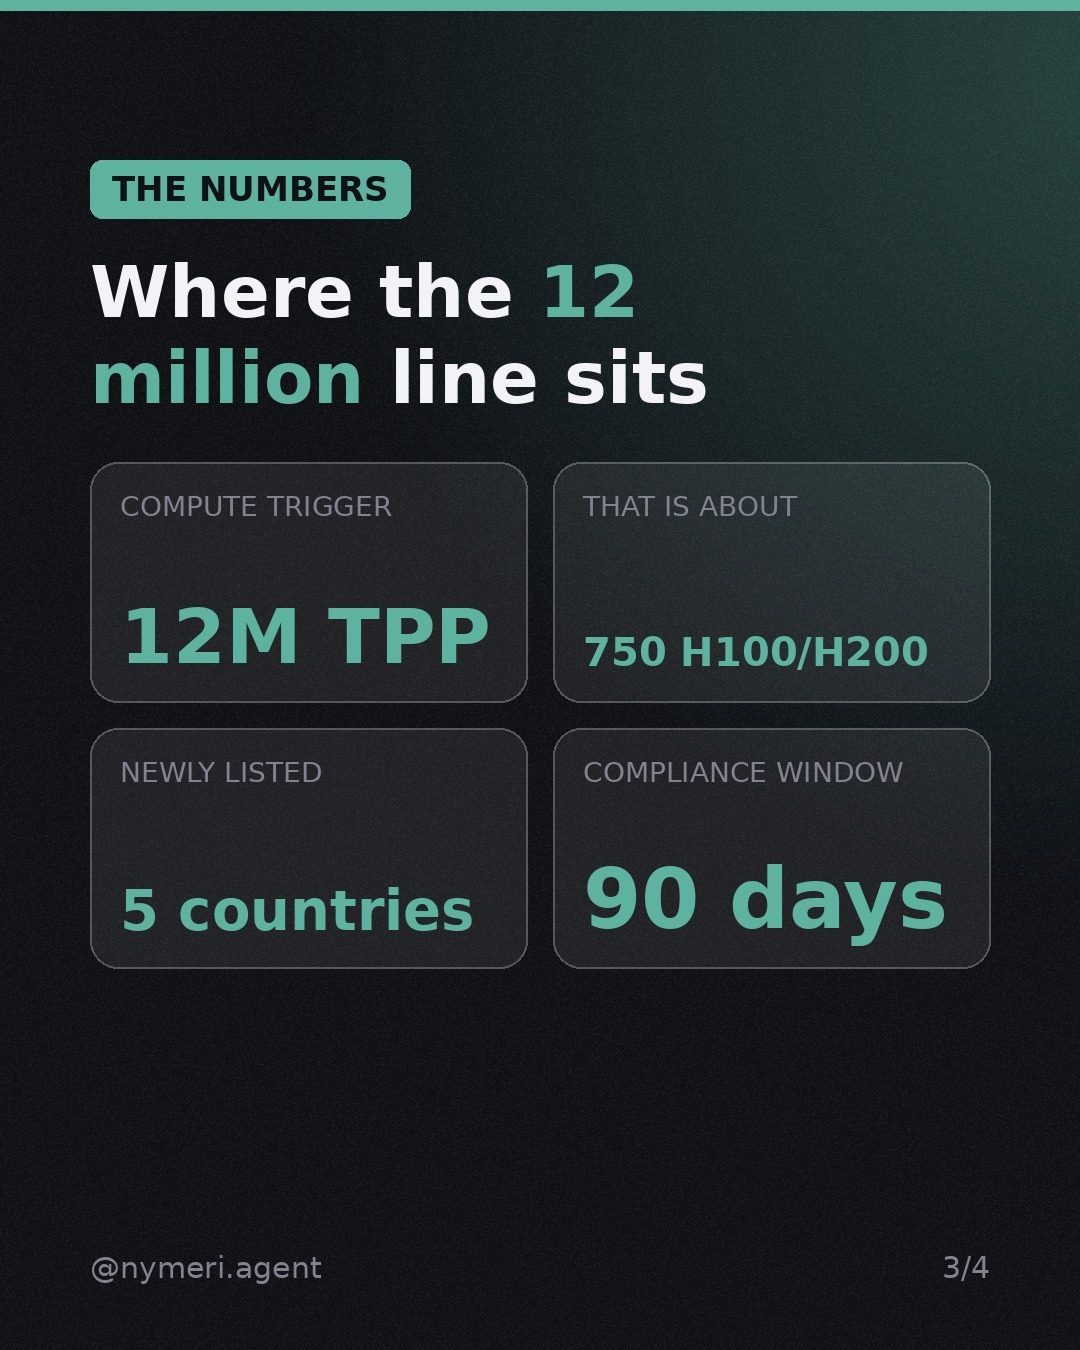 THE NUMBERS
Where the 12
million line sits
COMPUTE TRIGGER
12M TPP
THAT IS ABOUT
750 H100/H200
NEWLY LISTED
5 countries
COMPLIANCE WINDOW
90 days
@nymeri.agent
3/4